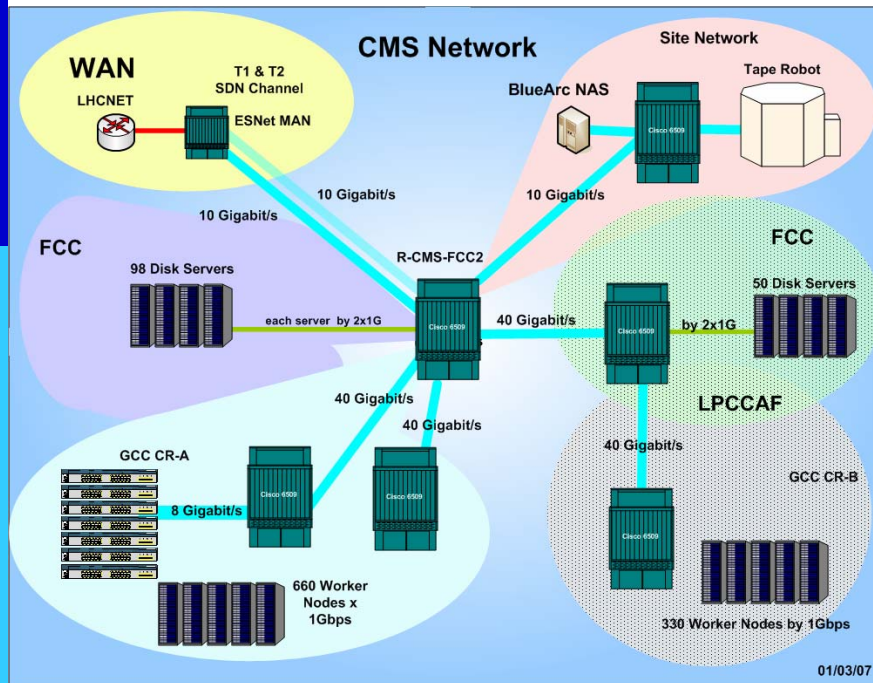 CMS Network
WAN
T1 & T2
SDN Channel
LHCNET
ESNet MAN
Site Network
Tape Robot
BlueArc NAS
Cisco 6509
10 Gigabit/s
10 Gigabit/s
10 Gigabit/s
FCC
98 Disk Servers
each server by 2x1G
R-CMS-FCC2
Cisco 6509
40 Gigabit/s
FCC
50 Disk Servers
Cisco 6509
by 2x1G
LPCCAF
40 Gigabit/s
40 Gigabit/s
40 Gigabit/s
GCC CR-A
8 Gigabit/s
Cisco 6509
Cisco 6509
660 Worker
Nodes x
1Gbps
GCC CR-B
Cisco 6509
330 Worker Nodes by 1Gbps
01/03/07